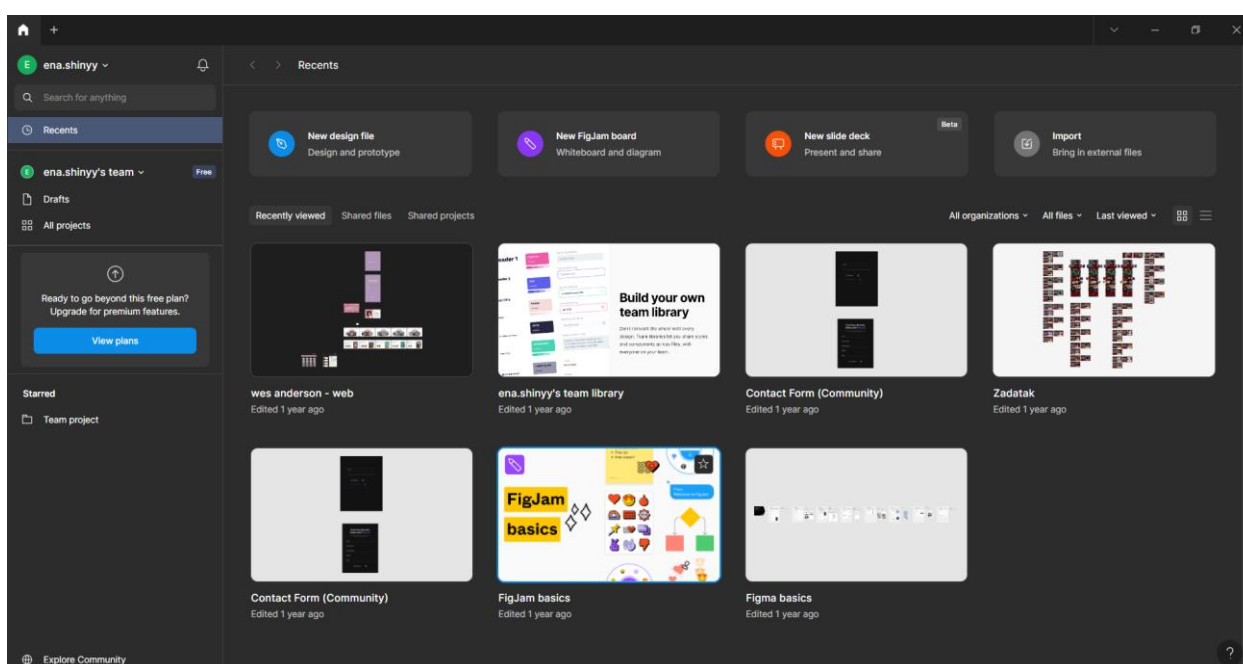 E ena.shinyy
Search for anything
Recents
E ena.shinyy's team Free
Drafts
All projects
Ready to go beyond this free plan?
Upgrade for premium features.
View plans
Starred
Team project
Explore Community
Recents
New design file
Design and prototype
New FigJam board
Whiteboard and diagram
New slide deck
Present and share
Beta
Import
Bring in external files
Recently viewed Shared files Shared projects
All organizations All files Last viewed
wes anderson - web
Edited 1 year ago
Build your own
team library
ena.shinyy's team library
Edited 1 year ago
Contact Form (Community)
Edited 1 year ago
Zadatak
Edited 1 year ago
Contact Form (Community)
Edited 1 year ago
FigJam
basics
FigJam basics
Edited 1 year ago
Figma basics
Edited 1 year ago
?